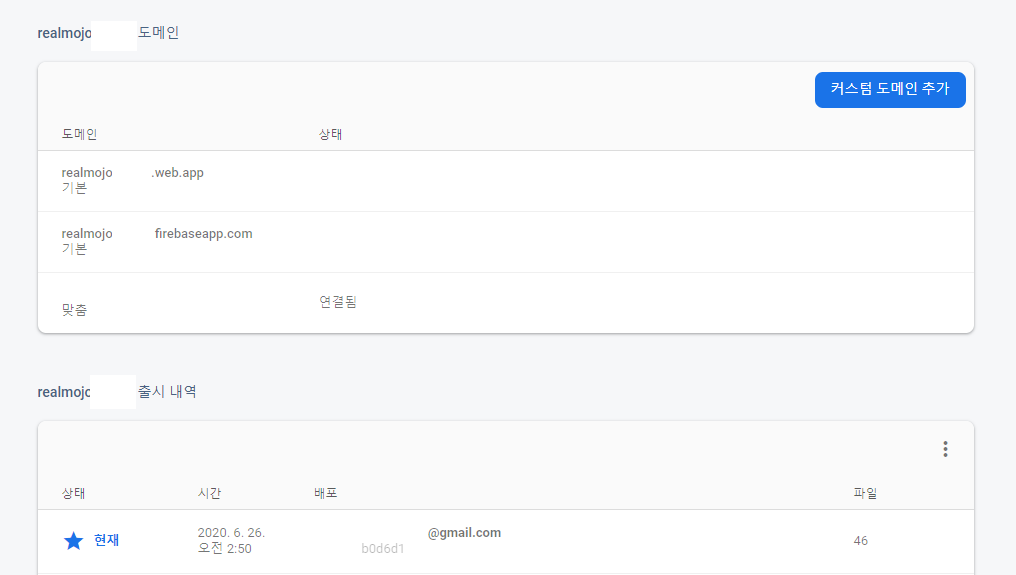 realmojo 도메인
커스텀 도메인 추가
도메인 상태
realmojo .web.app
기본
realmojo firebaseapp.com
기본
연결됨
맞춤
realmojo 출시 내역
상태 시간 배포 파일
현재 2020. 6. 26. 오전 2:50 @gmail.com b0d6d1 46